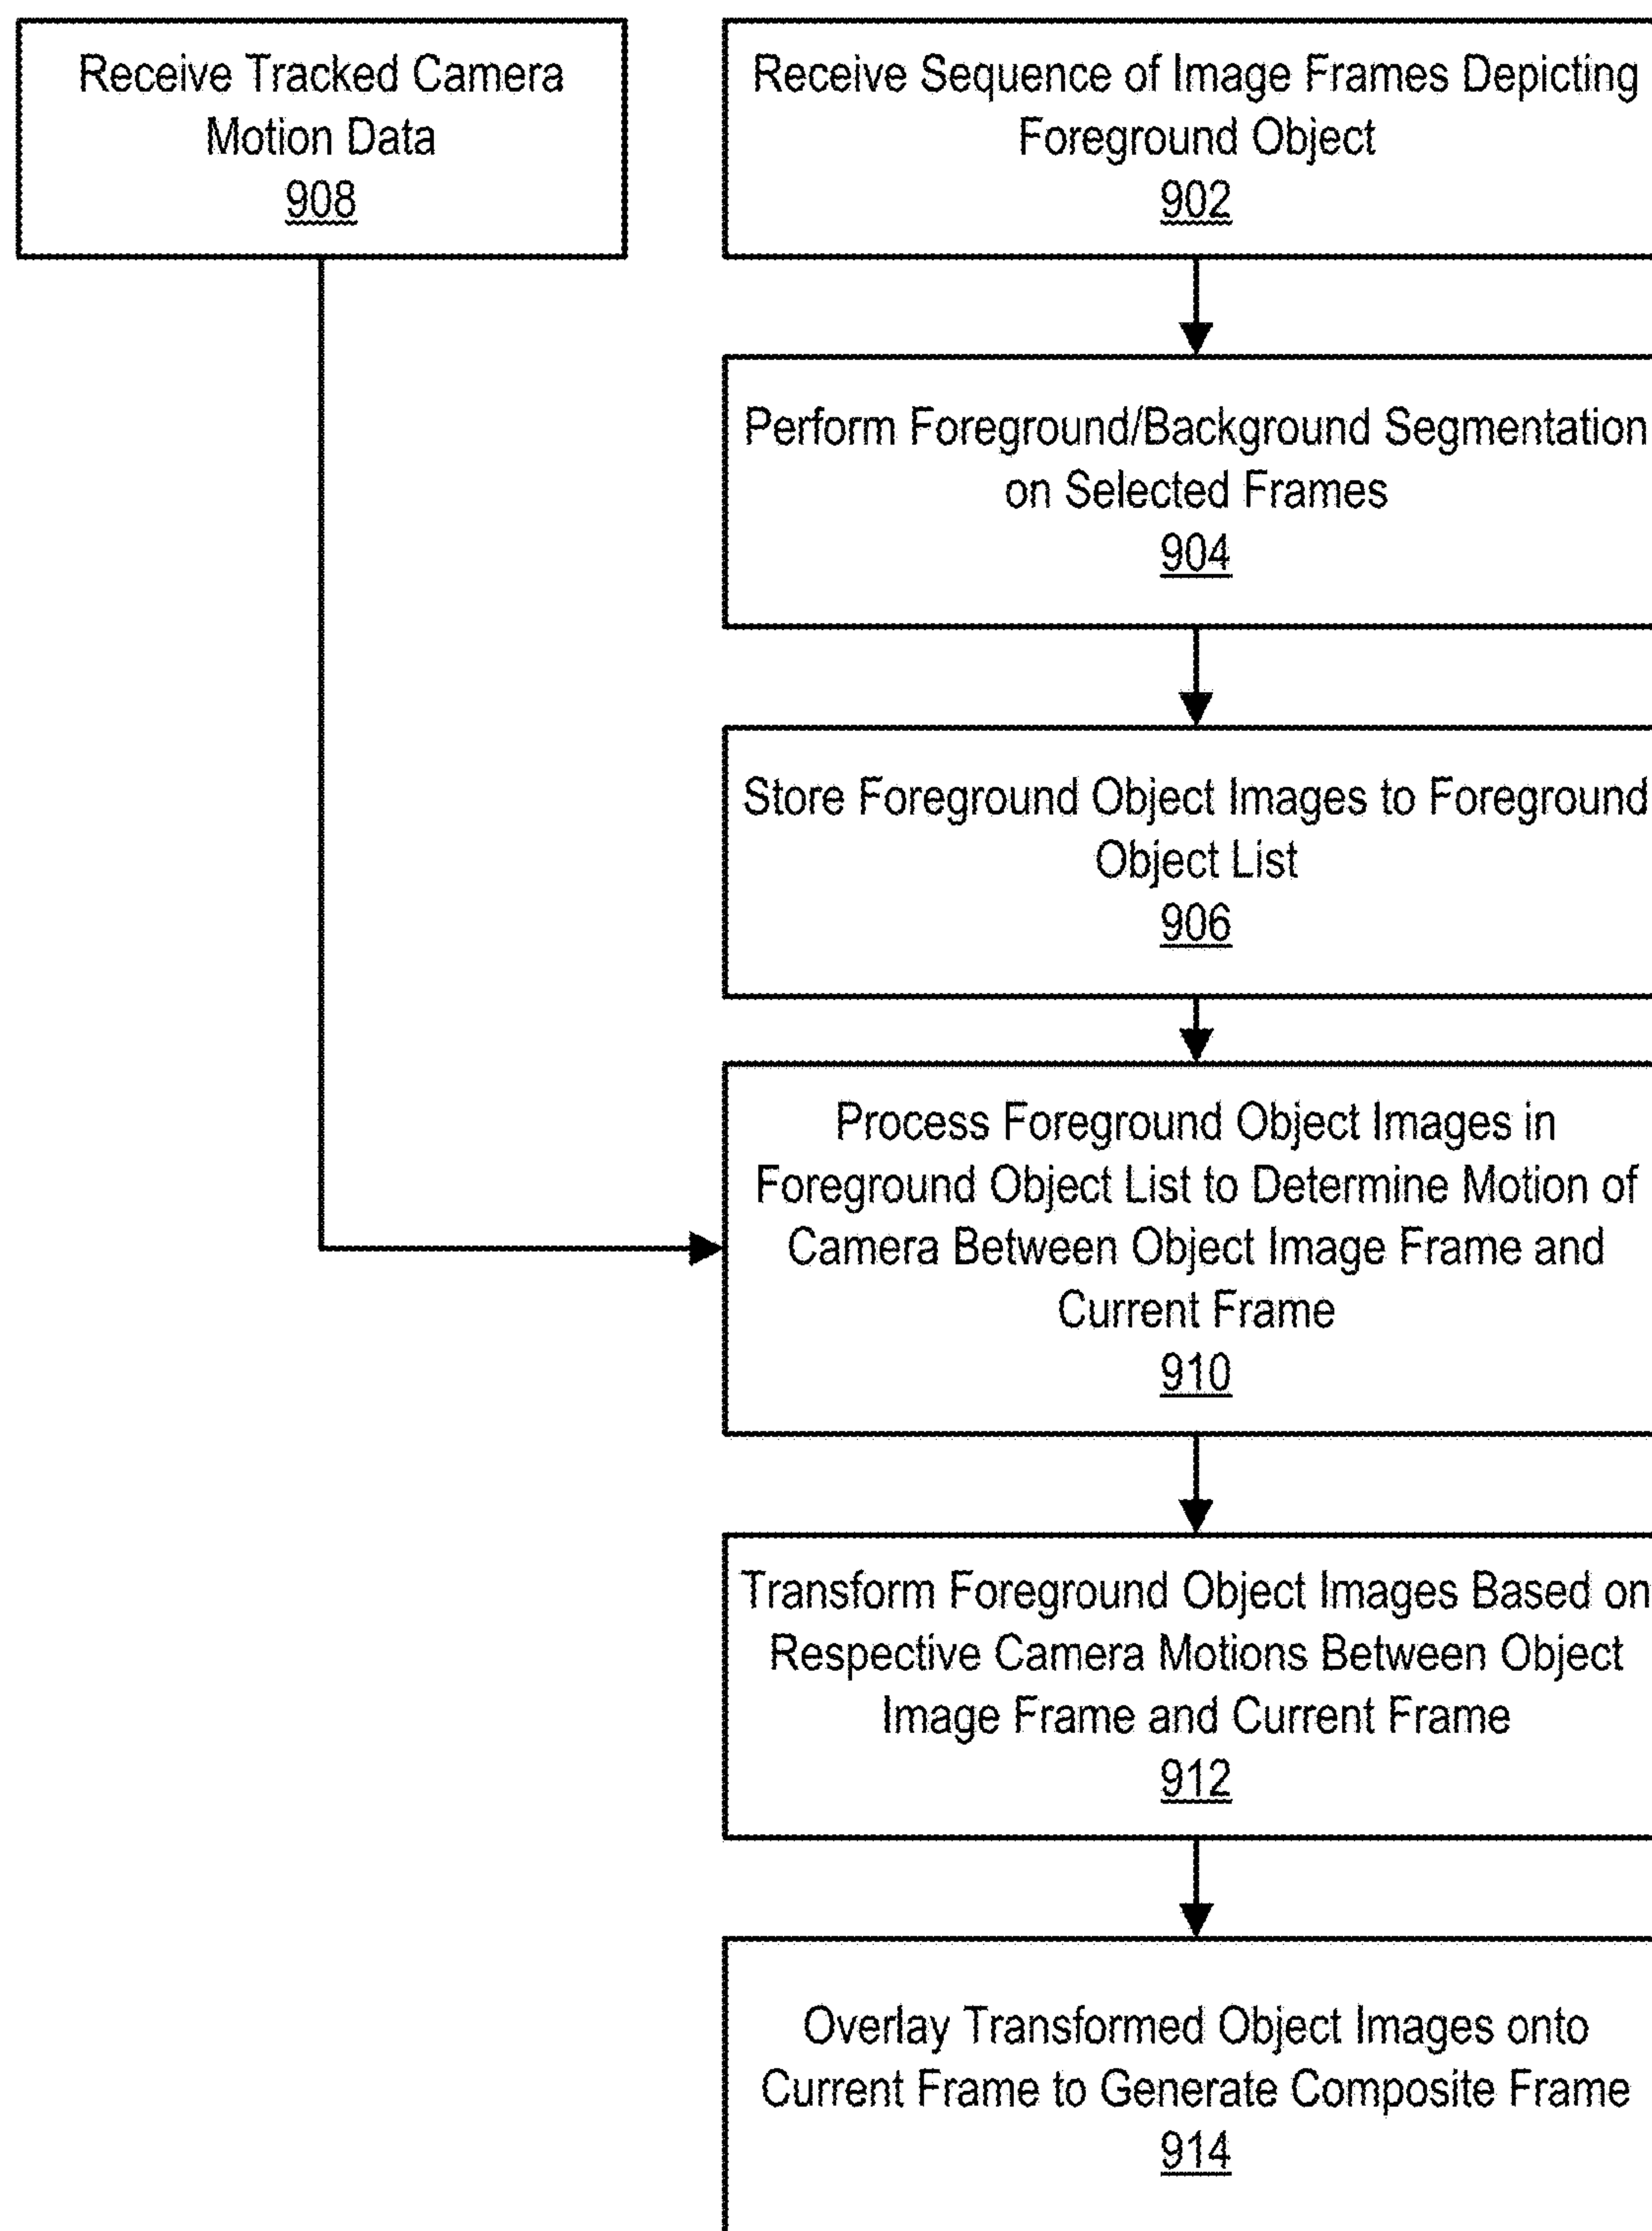 Receive Tracked Camera
Motion Data
908
Receive Sequence of Image Frames Depicting
Foreground Object
902
Perform Foreground/Background Segmentation
on Selected Frames
904
Store Foreground Object Images to Foreground
Object List
906
Process Foreground Object Images in
Foreground Object List to Determine Motion of
Camera Between Object Image Frame and
Current Frame
910
Transform Foreground Object Images Based on
Respective Camera Motions Between Object
Image Frame and Current Frame
912
Overlay Transformed Object Images onto
Current Frame to Generate Composite Frame
914